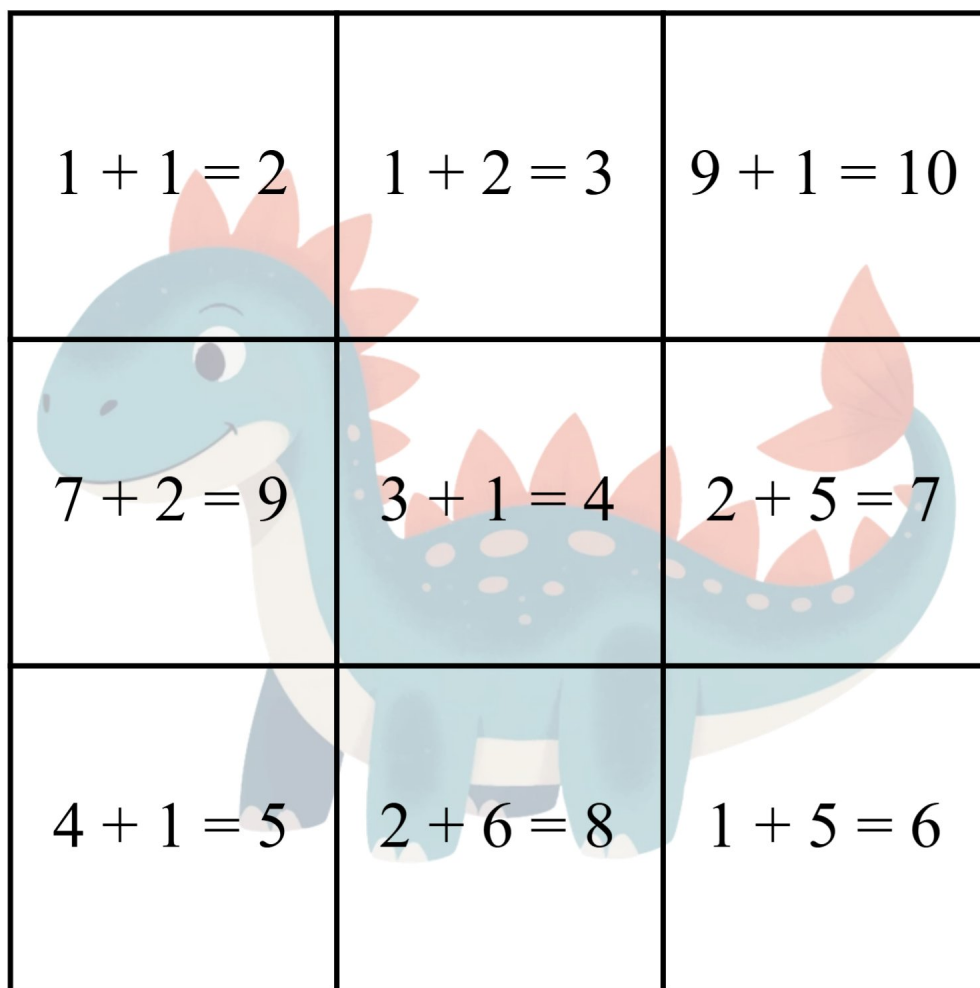 1 + 1 = 2
1 + 2 = 3
9 + 1 = 10
7 + 2 = 9
3 + 1 = 4
2 + 5 = 7
4 + 1 = 5
2 + 6 = 8
1 + 5 = 6